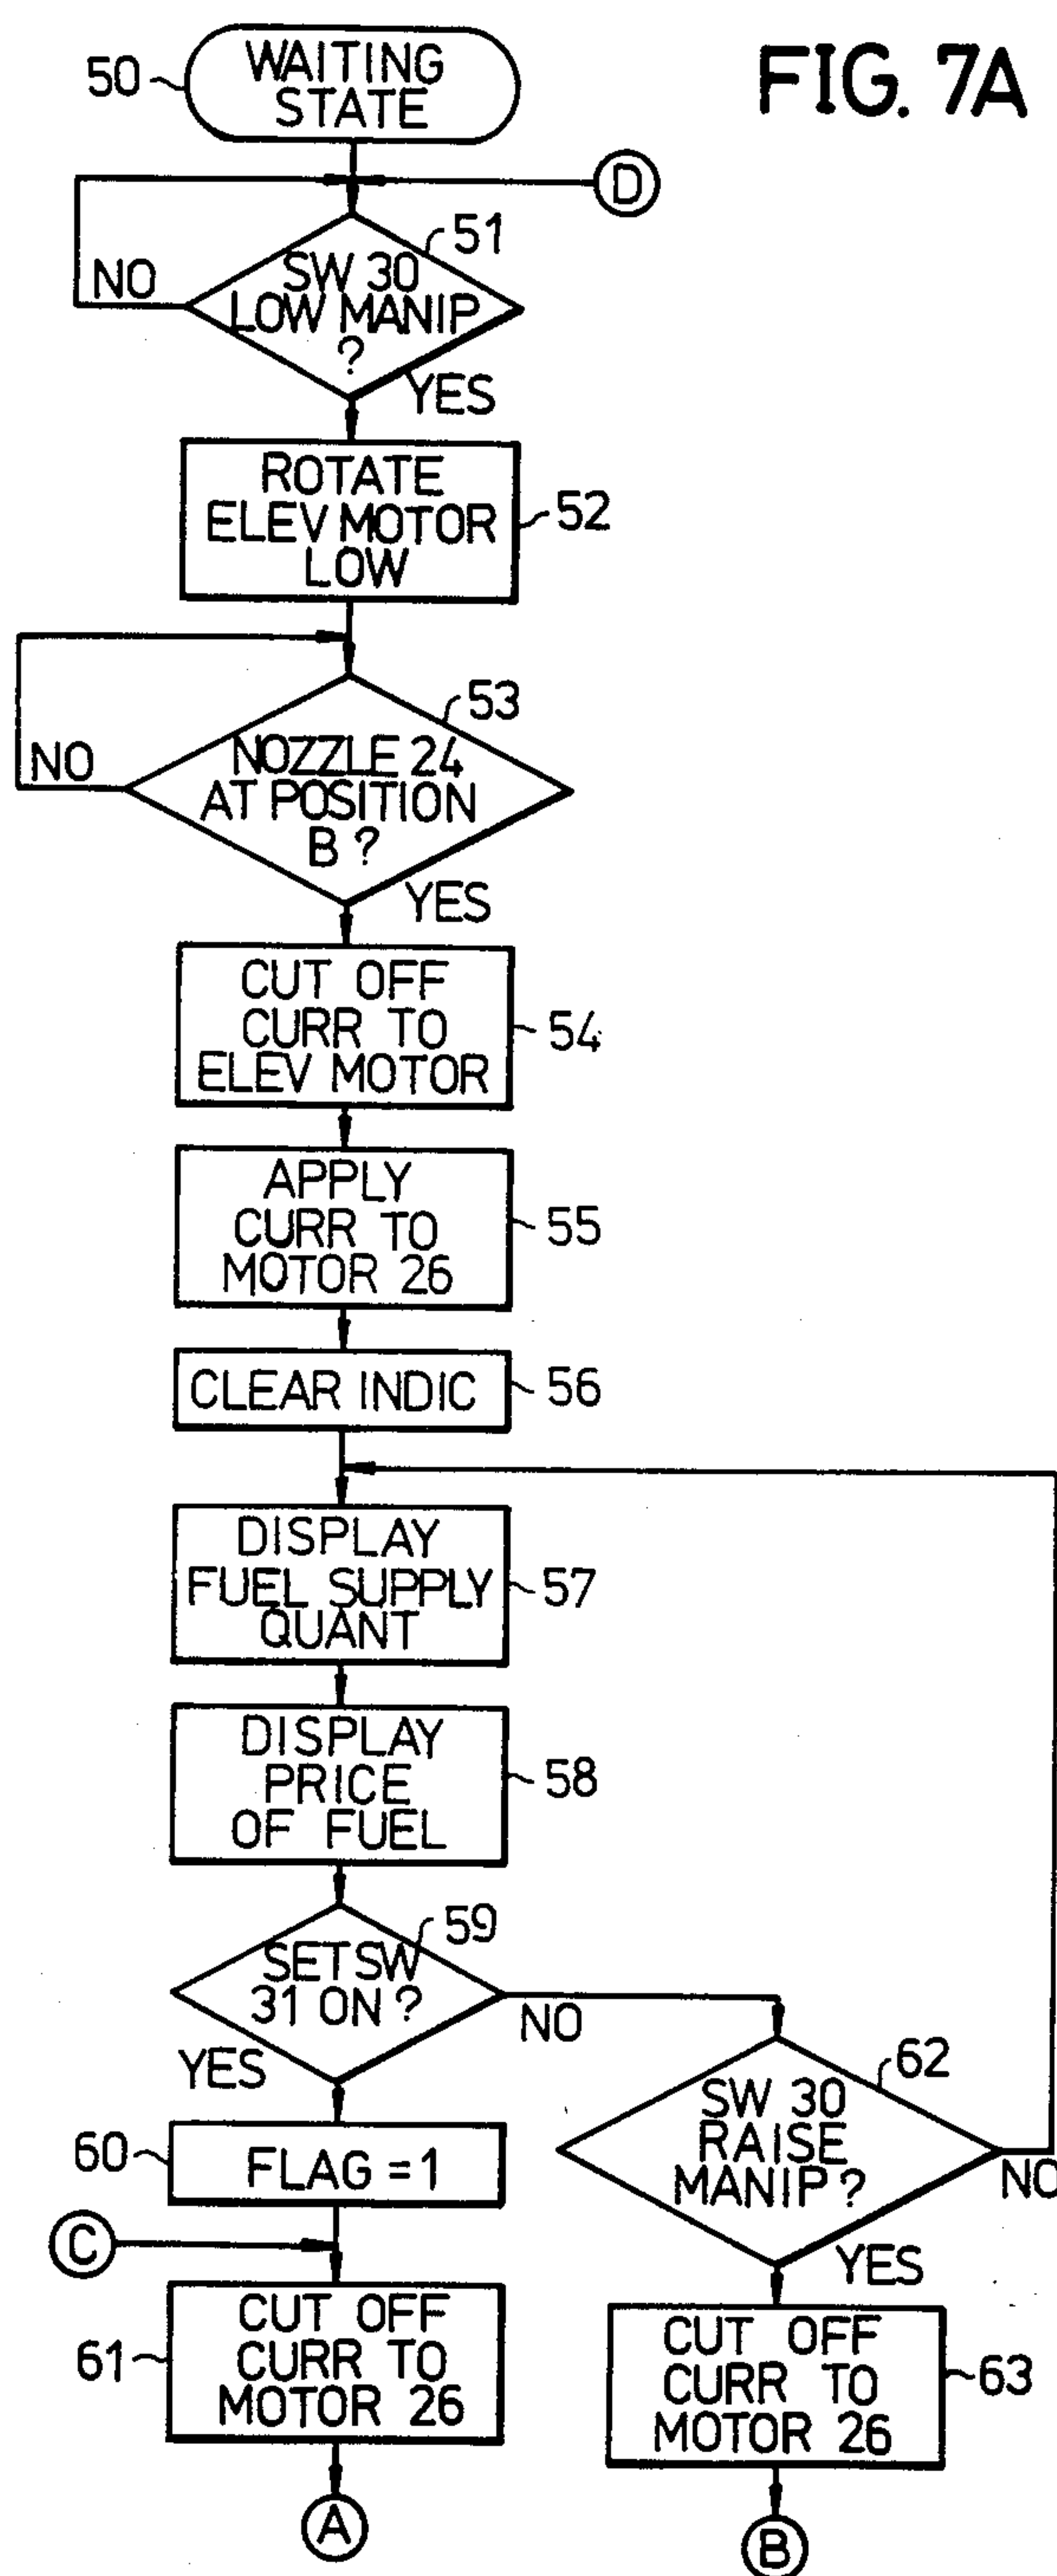 FIG. 7A
50
WAITING
STATE
D
51
SW 30
LOW MANIP
?
NO
YES
ROTATE
ELEV MOTOR
LOW
52
53
NOZZLE 24
AT POSITION
B ?
NO
YES
CUT OFF
CURR TO
ELEV MOTOR
54
APPLY
CURR TO
MOTOR 26
55
CLEAR INDIC
56
DISPLAY
FUEL SUPPLY
QUANT
57
DISPLAY
PRICE
OF FUEL
58
59
SET SW
31 ON ?
NO
YES
62
SW 30
RAISE
MANIP ?
NO
YES
60
FLAG = 1
C
61
CUT OFF
CURR TO
MOTOR 26
CUT OFF
CURR TO
MOTOR 26
63
A
B